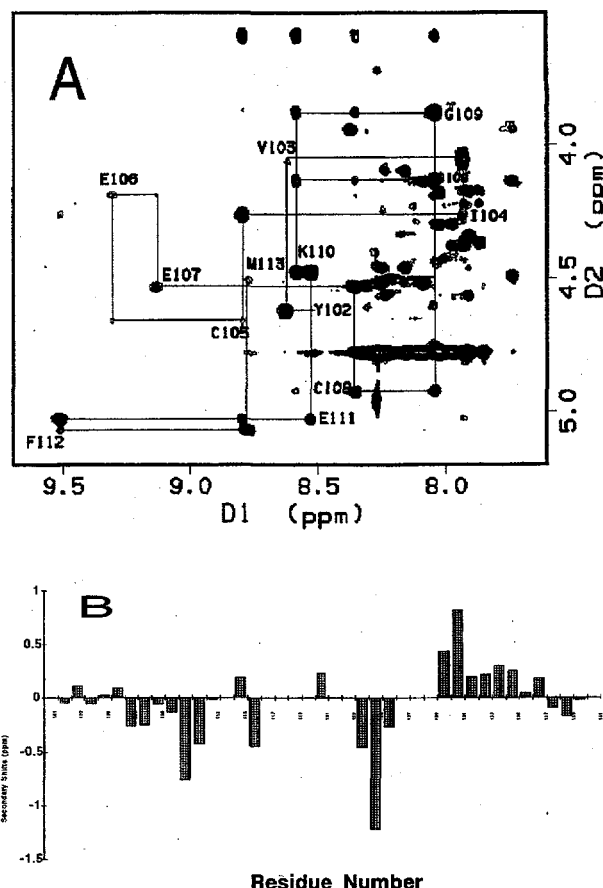 A
V103
G109
I108
E106
I104
M113
K110
E107
Y102
C105
C108
E111
F112
4.0
4.5
5.0
D2 (ppm)
9.5 9.0 8.5 8.0
D1 (ppm)
B
1
0.5
0
-0.5
-1
-1.5
Secondary Shifts (ppm)
Residue Number